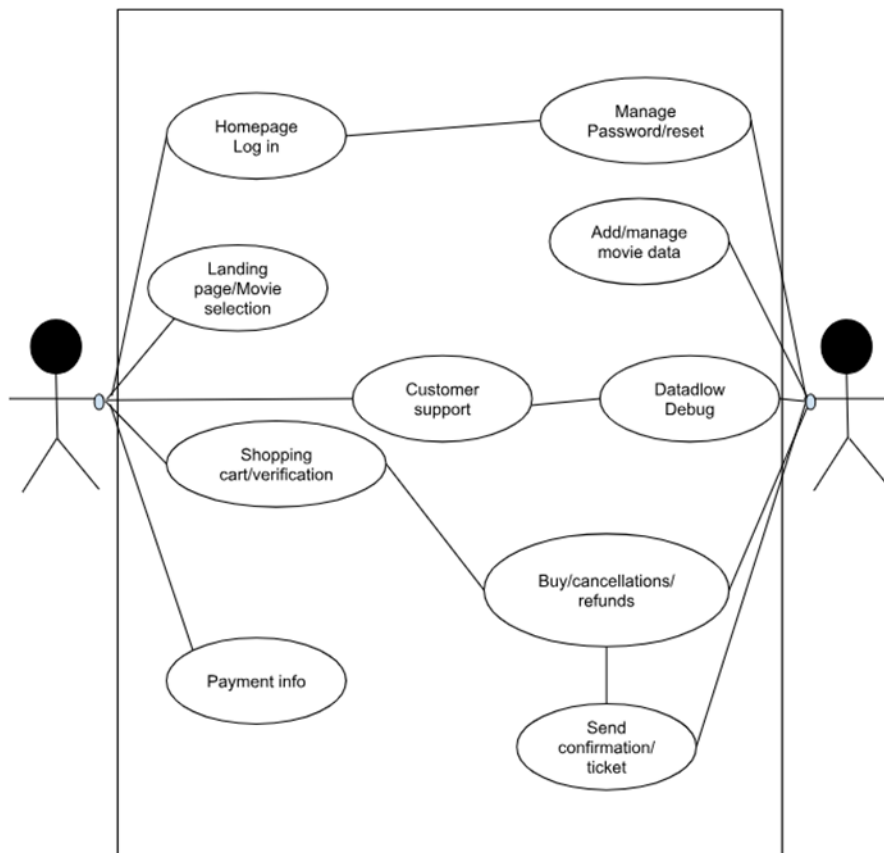 Homepage
Log in
Manage
Password/reset
Add/manage
movie data
Landing
page/Movie
selection
Customer
support
Datadlow
Debug
Shopping
cart/verification
Buy/cancellations/
refunds
Payment info
Send
confirmation/
ticket